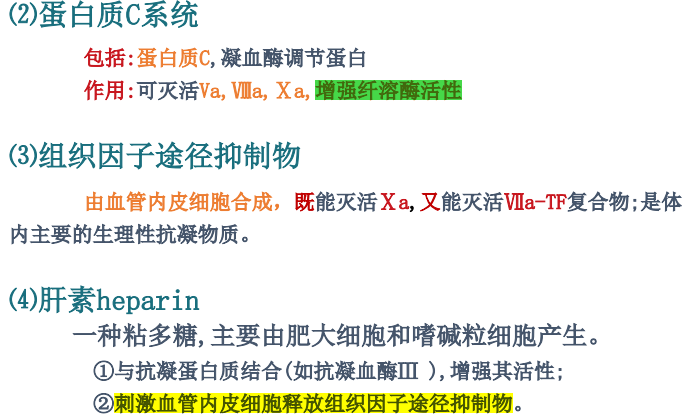 ⑵蛋白质C系统
包括:蛋白质C,凝血酶调节蛋白
作用:可灭活Ⅴa,Ⅷa,Ⅹa,增强纤溶酶活性
⑶组织因子途径抑制物
由血管内皮细胞合成，既能灭活Ⅹa,又能灭活Ⅶa-TF复合物;是体
内主要的生理性抗凝物质。
⑷肝素heparin
一种粘多糖,主要由肥大细胞和嗜碱粒细胞产生。
①与抗凝蛋白质结合(如抗凝血酶Ⅲ ),增强其活性;
②刺激血管内皮细胞释放组织因子途径抑制物。